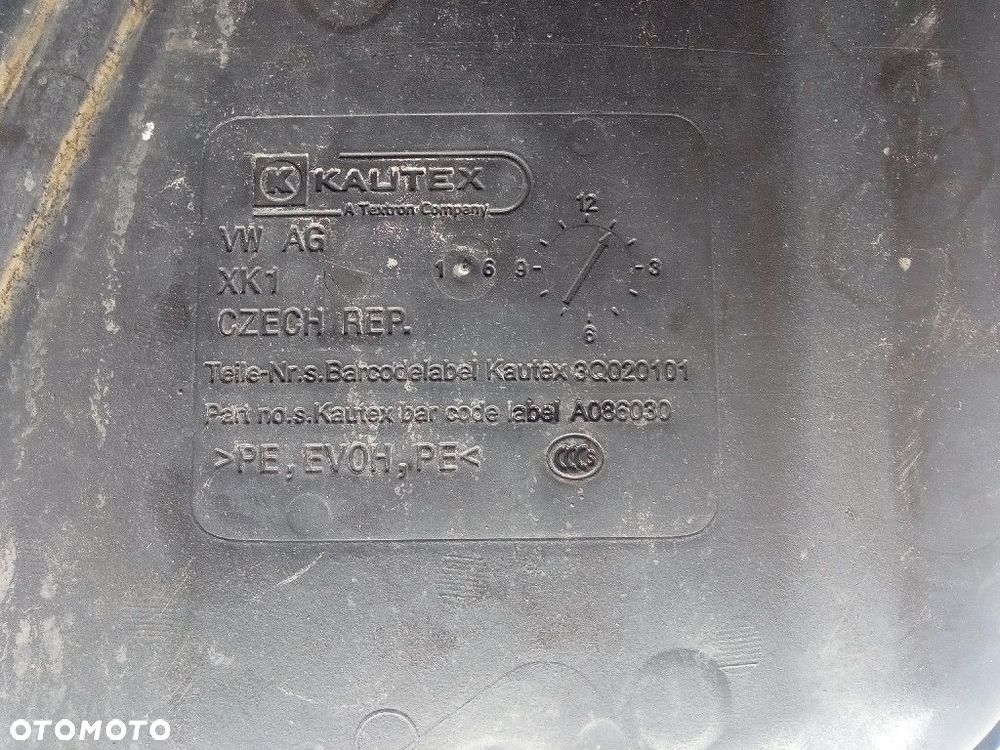 K KAUTEX
A Textron Company
VW AG
XK1
CZECH REP.
1 6
12
9 3
6
Teile-Nr.s.Barcodelabel Kautex 3Q020101
Part no.s.Kautex bar code label A086030
>PE, EVOH, PE<
CCC S
OTOMOTO